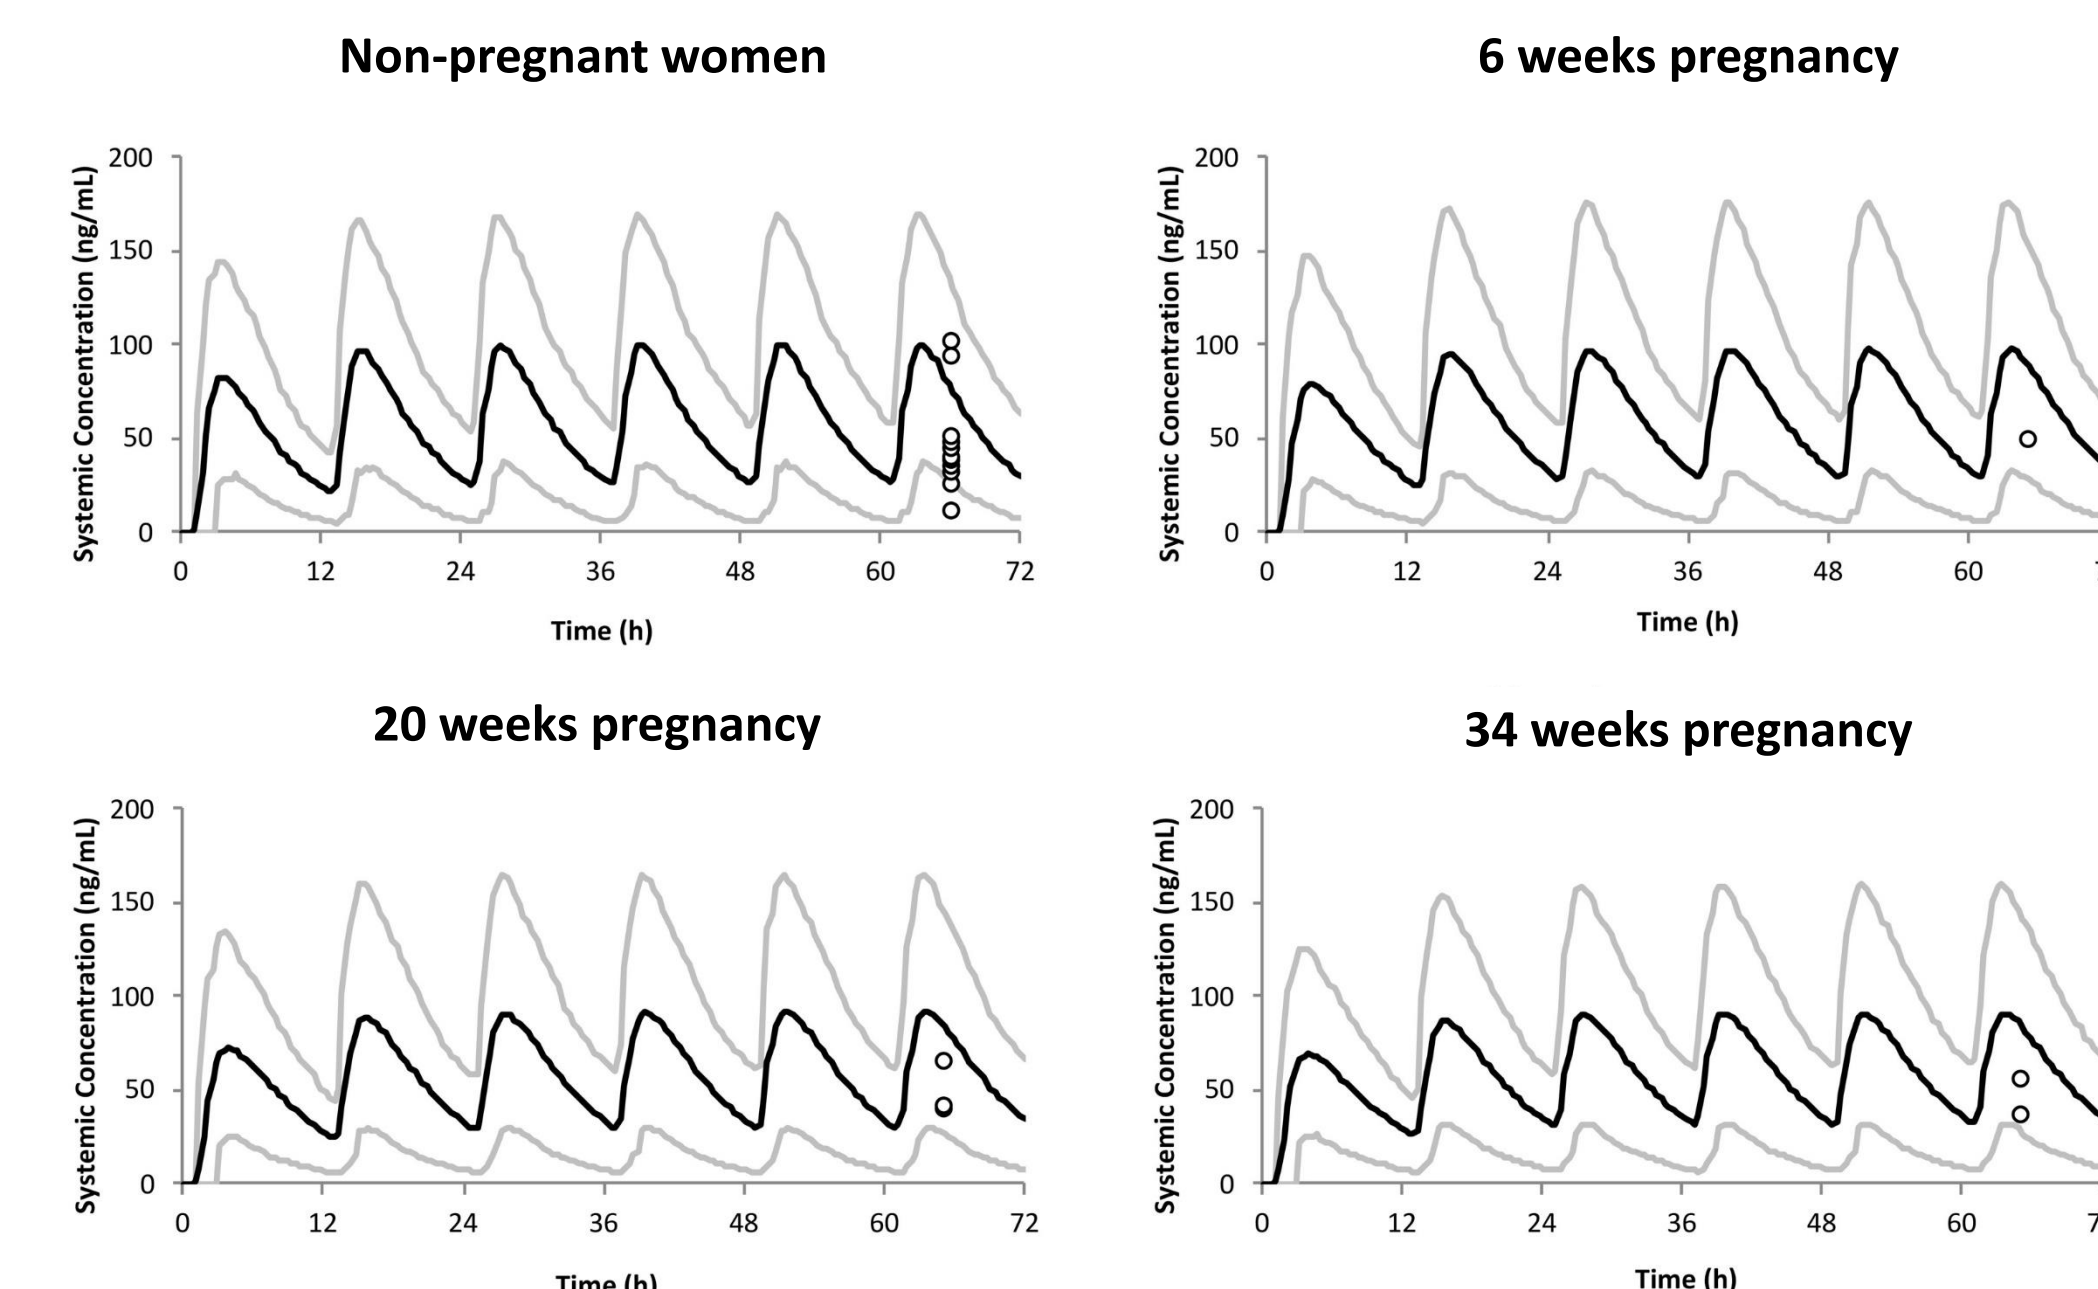 Non-pregnant women
6 weeks pregnancy
Systemic Concentration (ng/mL)
200
150
100
50
0
0 12 24 36 48 60 72
Time (h)
Systemic Concentration (ng/mL)
200
150
100
50
0
0 12 24 36 48 60
Time (h)
20 weeks pregnancy
34 weeks pregnancy
Systemic Concentration (ng/mL)
200
150
100
50
0
0 12 24 36 48 60 72
Time (h)
Systemic Concentration (ng/mL)
200
150
100
50
0
0 12 24 36 48 60 7
Time (h)